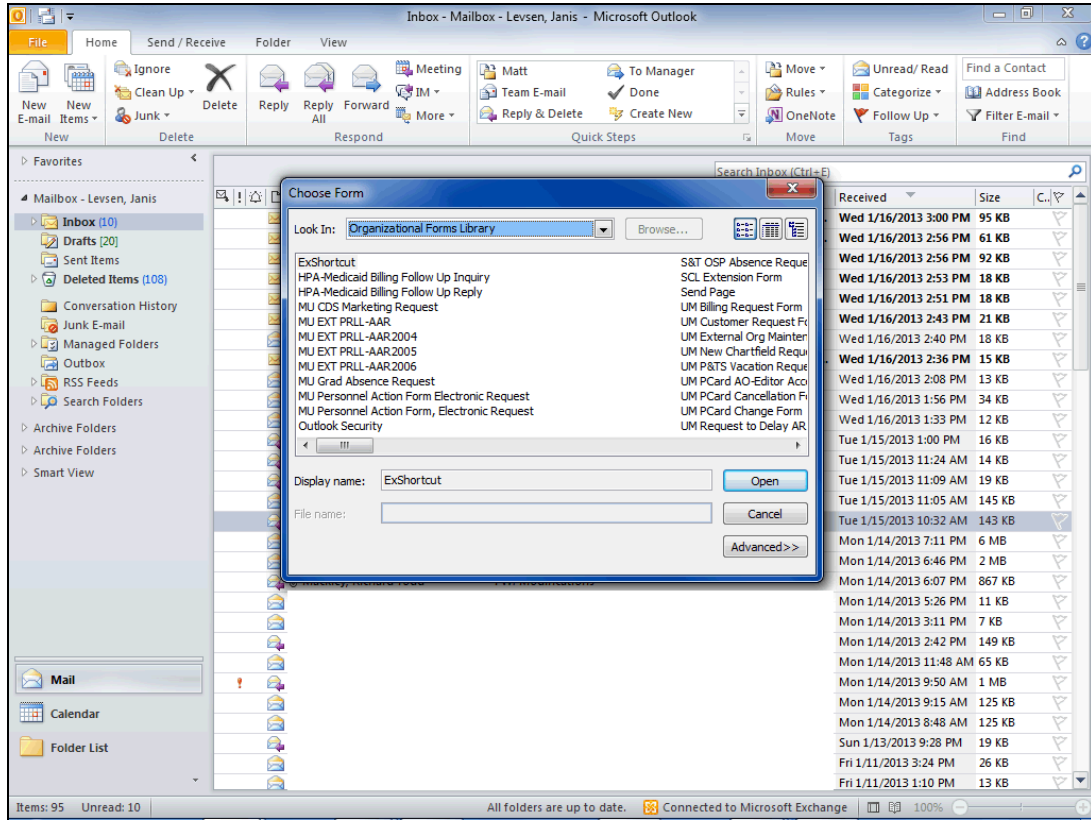 Inbox - Mailbox - Levsen, Janis - Microsoft Outlook
File Home Send / Receive Folder View
New E-mail
New Items
Ignore
Clean Up
Junk
Delete
Reply
Reply All
Forward
Meeting
IM
More
Matt
Team E-mail
Reply & Delete
To Manager
Done
Create New
Move
Rules
OneNote
Unread/ Read
Categorize
Follow Up
Find a Contact
Address Book
Filter E-mail
New Delete Respond Quick Steps Move Tags Find
Favorites
Mailbox - Levsen, Janis
Inbox (10)
Drafts [20]
Sent Items
Deleted Items (108)
Conversation History
Junk E-mail
Managed Folders
Outbox
RSS Feeds
Search Folders
Archive Folders
Archive Folders
Smart View
Mail
Calendar
Folder List
Search Inbox (Ctrl+E)
Choose Form
Look In: Organizational Forms Library Browse...
ExShortcut
HPA-Medicaid Billing Follow Up Inquiry
HPA-Medicaid Billing Follow Up Reply
MU CDS Marketing Request
MU EXT PRLL-AAR
MU EXT PRLL-AAR2004
MU EXT PRLL-AAR2005
MU EXT PRLL-AAR2006
MU Grad Absence Request
MU Personnel Action Form Electronic Request
MU Personnel Action Form, Electronic Request
Outlook Security
S&T OSP Absence Reque
SCL Extension Form
Send Page
UM Billing Request Form
UM Customer Request Fo
UM External Org Mainten
UM New Chartfield Reque
UM P&TS Vacation Reque
UM PCard AO-Editor Acc
UM PCard Cancellation F
UM PCard Change Form
UM Request to Delay AR
Display name: ExShortcut Open
File name: Cancel
Advanced>>
Received Size C..
Wed 1/16/2013 3:00 PM 95 KB
Wed 1/16/2013 2:56 PM 61 KB
Wed 1/16/2013 2:56 PM 92 KB
Wed 1/16/2013 2:53 PM 18 KB
Wed 1/16/2013 2:51 PM 18 KB
Wed 1/16/2013 2:43 PM 21 KB
Wed 1/16/2013 2:40 PM 18 KB
Wed 1/16/2013 2:36 PM 15 KB
Wed 1/16/2013 2:08 PM 13 KB
Wed 1/16/2013 1:56 PM 34 KB
Wed 1/16/2013 1:33 PM 12 KB
Tue 1/15/2013 1:00 PM 16 KB
Tue 1/15/2013 11:24 AM 14 KB
Tue 1/15/2013 11:09 AM 19 KB
Tue 1/15/2013 11:05 AM 145 KB
Tue 1/15/2013 10:32 AM 143 KB
Mon 1/14/2013 7:11 PM 6 MB
Mon 1/14/2013 6:46 PM 2 MB
Mon 1/14/2013 6:07 PM 867 KB
Mon 1/14/2013 5:26 PM 11 KB
Mon 1/14/2013 3:11 PM 7 KB
Mon 1/14/2013 2:42 PM 149 KB
Mon 1/14/2013 11:48 AM 65 KB
Mon 1/14/2013 9:50 AM 1 MB
Mon 1/14/2013 9:15 AM 125 KB
Mon 1/14/2013 8:48 AM 125 KB
Sun 1/13/2013 9:28 PM 19 KB
Fri 1/11/2013 3:24 PM 26 KB
Fri 1/11/2013 1:10 PM 13 KB
Items: 95 Unread: 10 All folders are up to date. Connected to Microsoft Exchange 100%